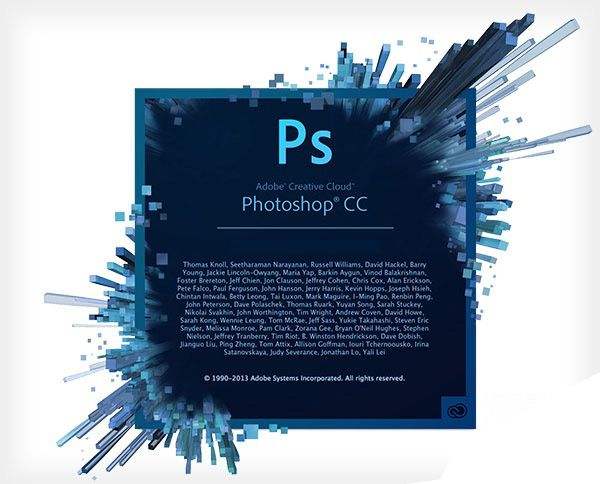 Ps
Adobe® Creative Cloud™
Photoshop® CC
Thomas Knoll, Seetharaman Narayanan, Russell Williams, David Hackel, Barry
Young, Jackie Lincoln-Owyang, Maria Yap, Barkin Aygun, Vinod Balakrishnan,
Foster Brereton, Jeff Chien, Jon Clauson, Jeffrey Cohen, Chris Cox, Alan Erickson,
Pete Falco, Paul Ferguson, John Hanson, Jerry Harris, Kevin Hopps, Joseph Hsieh,
Chintan Intwala, Betty Leong, Tai Luxon, Mark Maguire, I-Ming Pao, Renbin Peng,
John Peterson, Dave Polaschek, Thomas Ruark, Yuyan Song, Sarah Stuckey,
Nikolai Svakhin, John Worthington, Tim Wright, Andrew Coven, David Howe,
Sarah Kong, Wennie Leung, Tom McRae, Jeff Sass, Yukie Takahashi, Steven Eric
Snyder, Melissa Monroe, Pam Clark, Zorana Gee, Bryan O'Neil Hughes, Stephen
Nielson, Jeffrey Tranberry, Tim Riot, B. Winston Hendrickson, Dave Dobish,
Jianguo Liu, Ping Zheng, Tom Attix, Allison Goffman, Iouri Tchernoousko, Irina
Satanovskaya, Judy Severance, Jonathan Lo, Yali Lei
© 1990–2013 Adobe Systems Incorporated. All rights reserved.